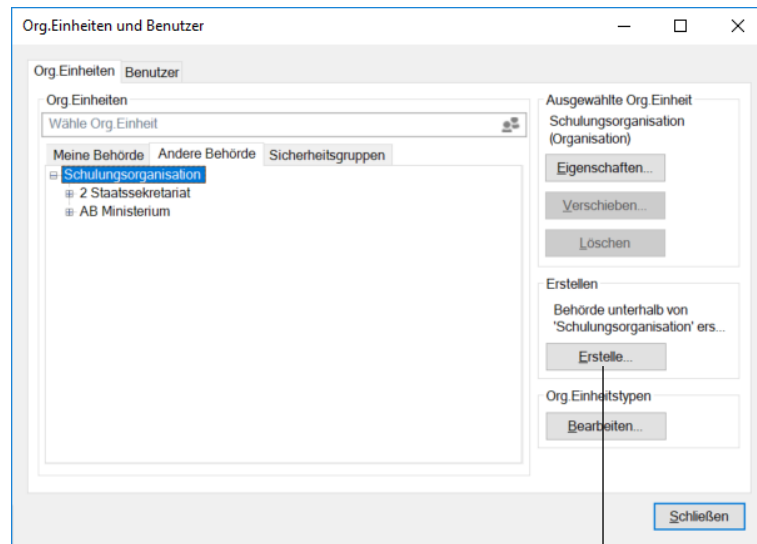 Org.Einheiten und Benutzer
Org.Einheiten Benutzer
Org.Einheiten
Wähle Org.Einheit
Meine Behörde Andere Behörde Sicherheitsgruppen
Schulungsorganisation
2 Staatssekretariat
AB Ministerium
Ausgewählte Org.Einheit
Schulungsorganisation
(Organisation)
Eigenschaften...
Verschieben...
Löschen
Erstellen
Behörde unterhalb von
'Schulungsorganisation' ers...
Erstelle...
Org.Einheitstypen
Bearbeiten...
Schließen